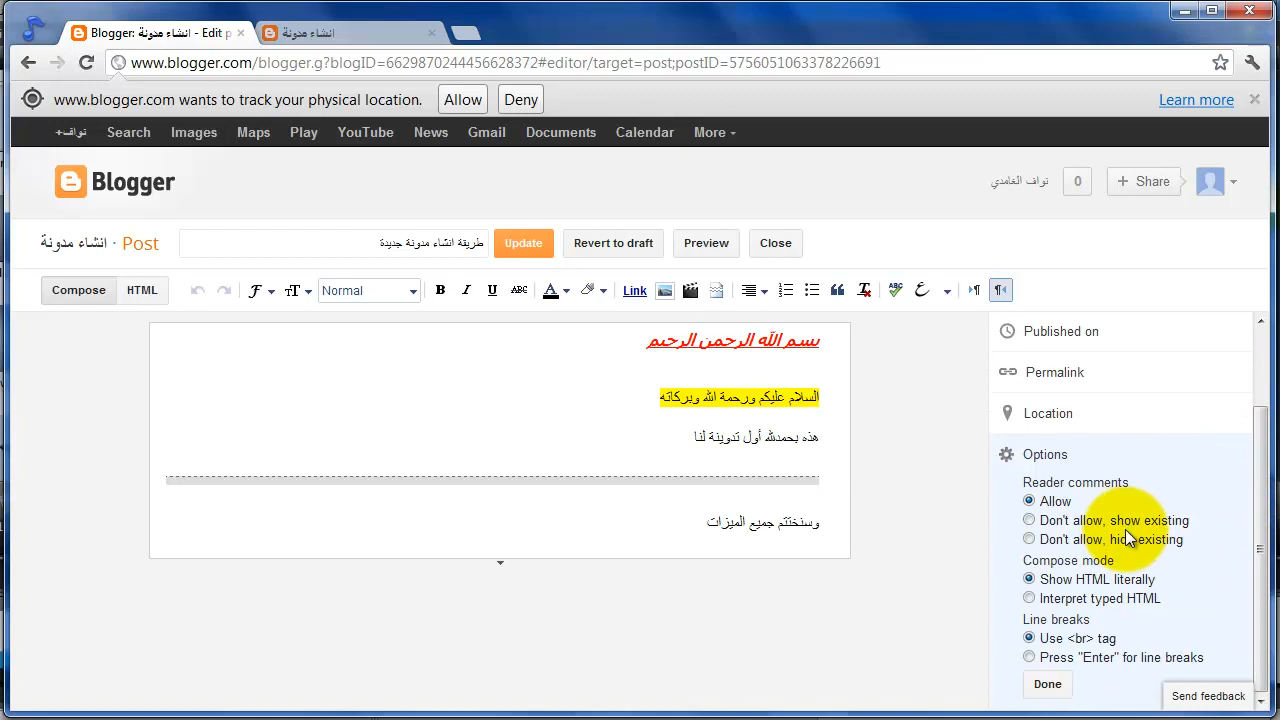 Blogger: انشاء مدونة - Edit p
انشاء مدونة
www.blogger.com/blogger.g?blogID=6629870244456628372#editor/target=post;postID=5756051063378226691
www.blogger.com wants to track your physical location. Allow Deny Learn more
+نواف Search Images Maps Play YouTube News Gmail Documents Calendar More
Blogger نواف الغامدي 0 + Share
انشاء مدونة · Post طريقة انشاء مدونة جديدة Update Revert to draft Preview Close
Compose HTML Normal B I U ABC A Link
بسم الله الرحمن الرحيم
السلام عليكم ورحمة الله وبركاته
هذه بحمدلله أول تدوينة لنا
وسنختتم جميع الميزات
Published on
Permalink
Location
Options
Reader comments
Allow
Don't allow, show existing
Don't allow, hide existing
Compose mode
Show HTML literally
Interpret typed HTML
Line breaks
Use <br> tag
Press "Enter" for line breaks
Done
Send feedback